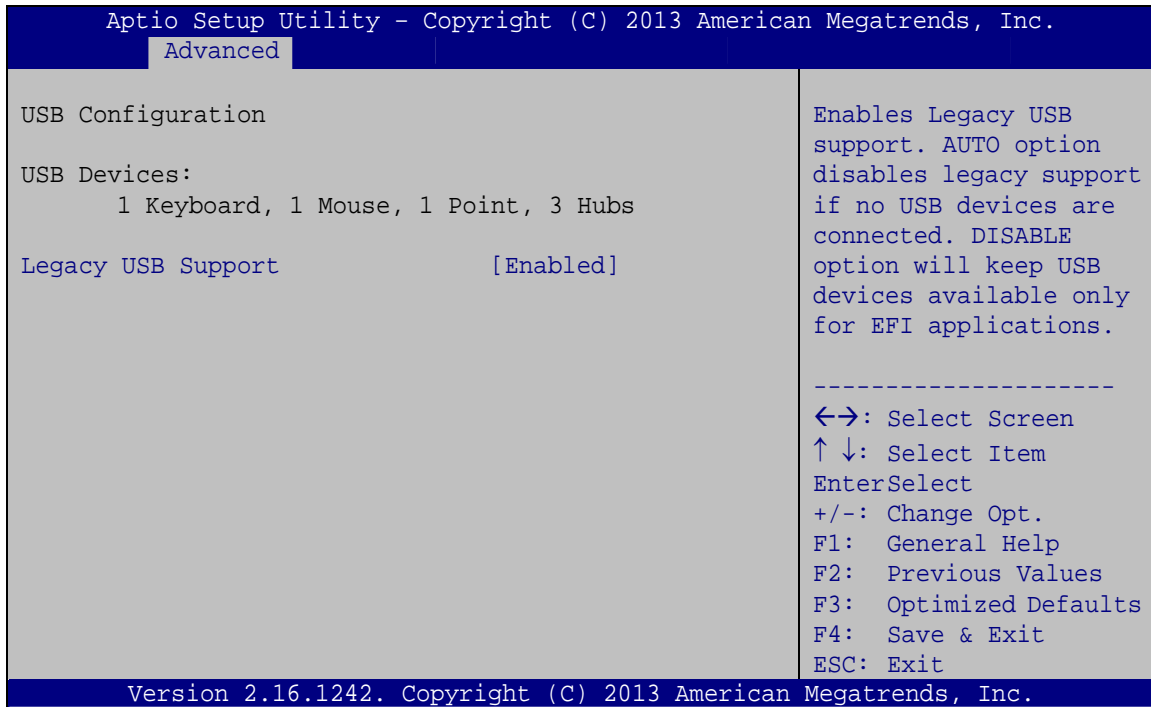 Aptio Setup Utility – Copyright (C) 2013 American Megatrends, Inc.
Advanced
USB Configuration
USB Devices:
1 Keyboard, 1 Mouse, 1 Point, 3 Hubs
Legacy USB Support [Enabled]
Enables Legacy USB
support. AUTO option
disables legacy support
if no USB devices are
connected. DISABLE
option will keep USB
devices available only
for EFI applications.
---------------------
←→: Select Screen
↑ ↓: Select Item
EnterSelect
+/-: Change Opt.
F1: General Help
F2: Previous Values
F3: Optimized Defaults
F4: Save & Exit
ESC: Exit
Version 2.16.1242. Copyright (C) 2013 American Megatrends, Inc.